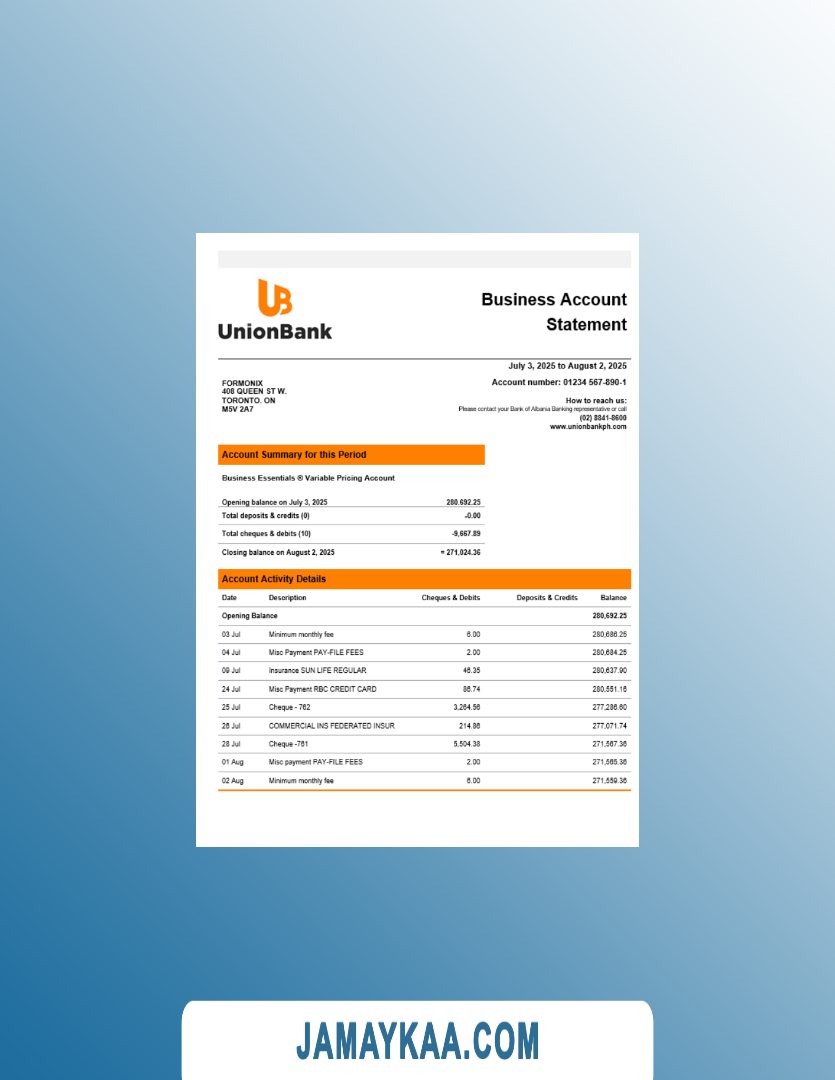 UB
UnionBank
Business Account
Statement
July 3, 2025 to August 2, 2025
Account number: 01234 567-890-1
FORMONIX
408 QUEEN ST W.
TORONTO. ON
M5V 2A7
How to reach us:
Please contact your Bank of Albania Banking representative or call
(02) 8841-8600
www.unionbankph.com
Account Summary for this Period
Business Essentials ® Variable Pricing Account
Opening balance on July 3, 2025 280.692.25
Total deposits & credits (0) +0.00
Total cheques & debits (10) -9,667.89
Closing balance on August 2, 2025 = 271,024.36
Account Activity Details
Date Description Cheques & Debits Deposits & Credits Balance
Opening Balance 280,692.25
03 Jul Minimum monthly fee 6.00 280,686.25
04 Jul Misc Payment PAY-FILE FEES 2.00 280,684.25
09 Jul Insurance SUN LIFE REGULAR 46.35 280,637.90
24 Jul Misc Payment RBC CREDIT CARD 86.74 280,551.16
25 Jul Cheque - 762 3,264.56 277,286.60
26 Jul COMMERCIAL INS FEDERATED INSUR 214.86 277,071.74
28 Jul Cheque -761 5,504.38 271,567.36
01 Aug Misc payment PAY-FILE FEES 2.00 271,565.36
02 Aug Minimum monthly fee 6.00 271,559.36
JAMAYKAA.COM